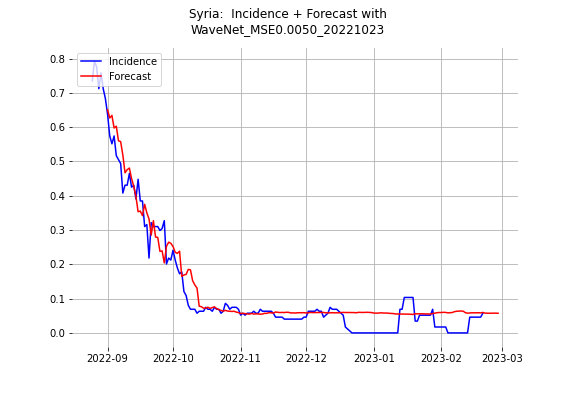 Syria:  Incidence + Forecast with
WaveNet_MSE0.0050_20221023
Incidence
Forecast
0.8
0.7
0.6
0.5
0.4
0.3
0.2
0.1
0.0
2022-09 2022-10 2022-11 2022-12 2023-01 2023-02 2023-03